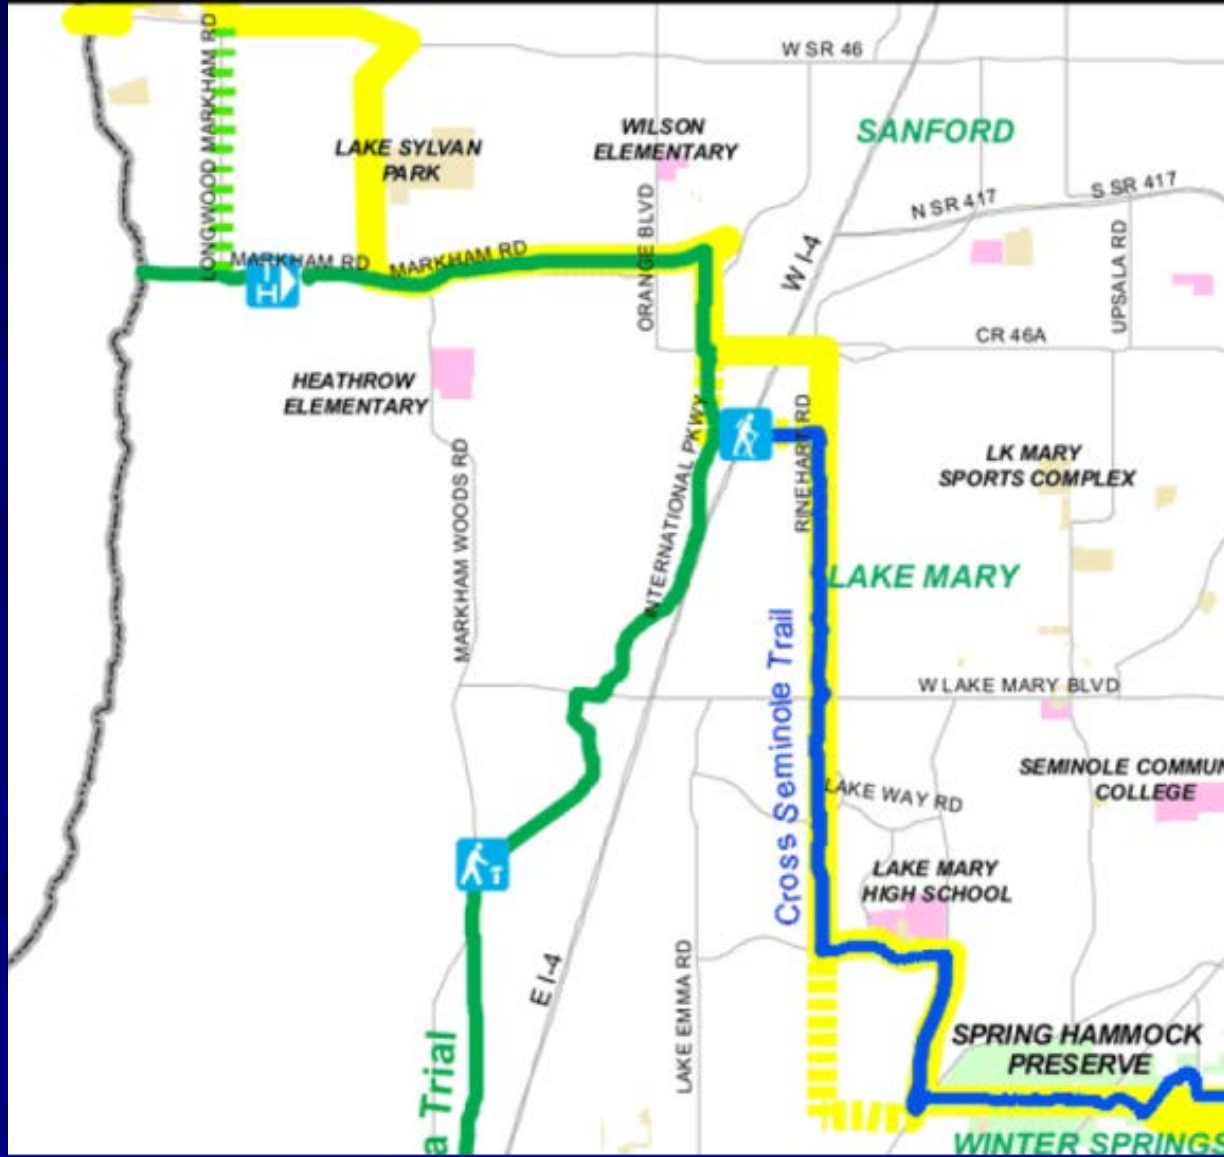 LONGWOOD MARKHAM RD
W SR 46
SANFORD
WILSON
ELEMENTARY
LAKE SYLVAN
PARK
N SR 417
S SR 417
ORANGE BLVD
UPSALA RD
W I-4
MARKHAM RD
MARKHAM RD
T
H
CR 46A
HEATHROW
ELEMENTARY
INTERNATIONAL PKWY
RINEHART RD
LK MARY
SPORTS COMPLEX
MARKHAM WOODS RD
LAKE MARY
Cross Seminole Trail
W LAKE MARY BLVD
SEMINOLE COMMUN
COLLEGE
LAKE WAY RD
LAKE MARY
HIGH SCHOOL
E I-4
LAKE EMMA RD
SPRING HAMMOCK
PRESERVE
a Trial
WINTER SPRINGS